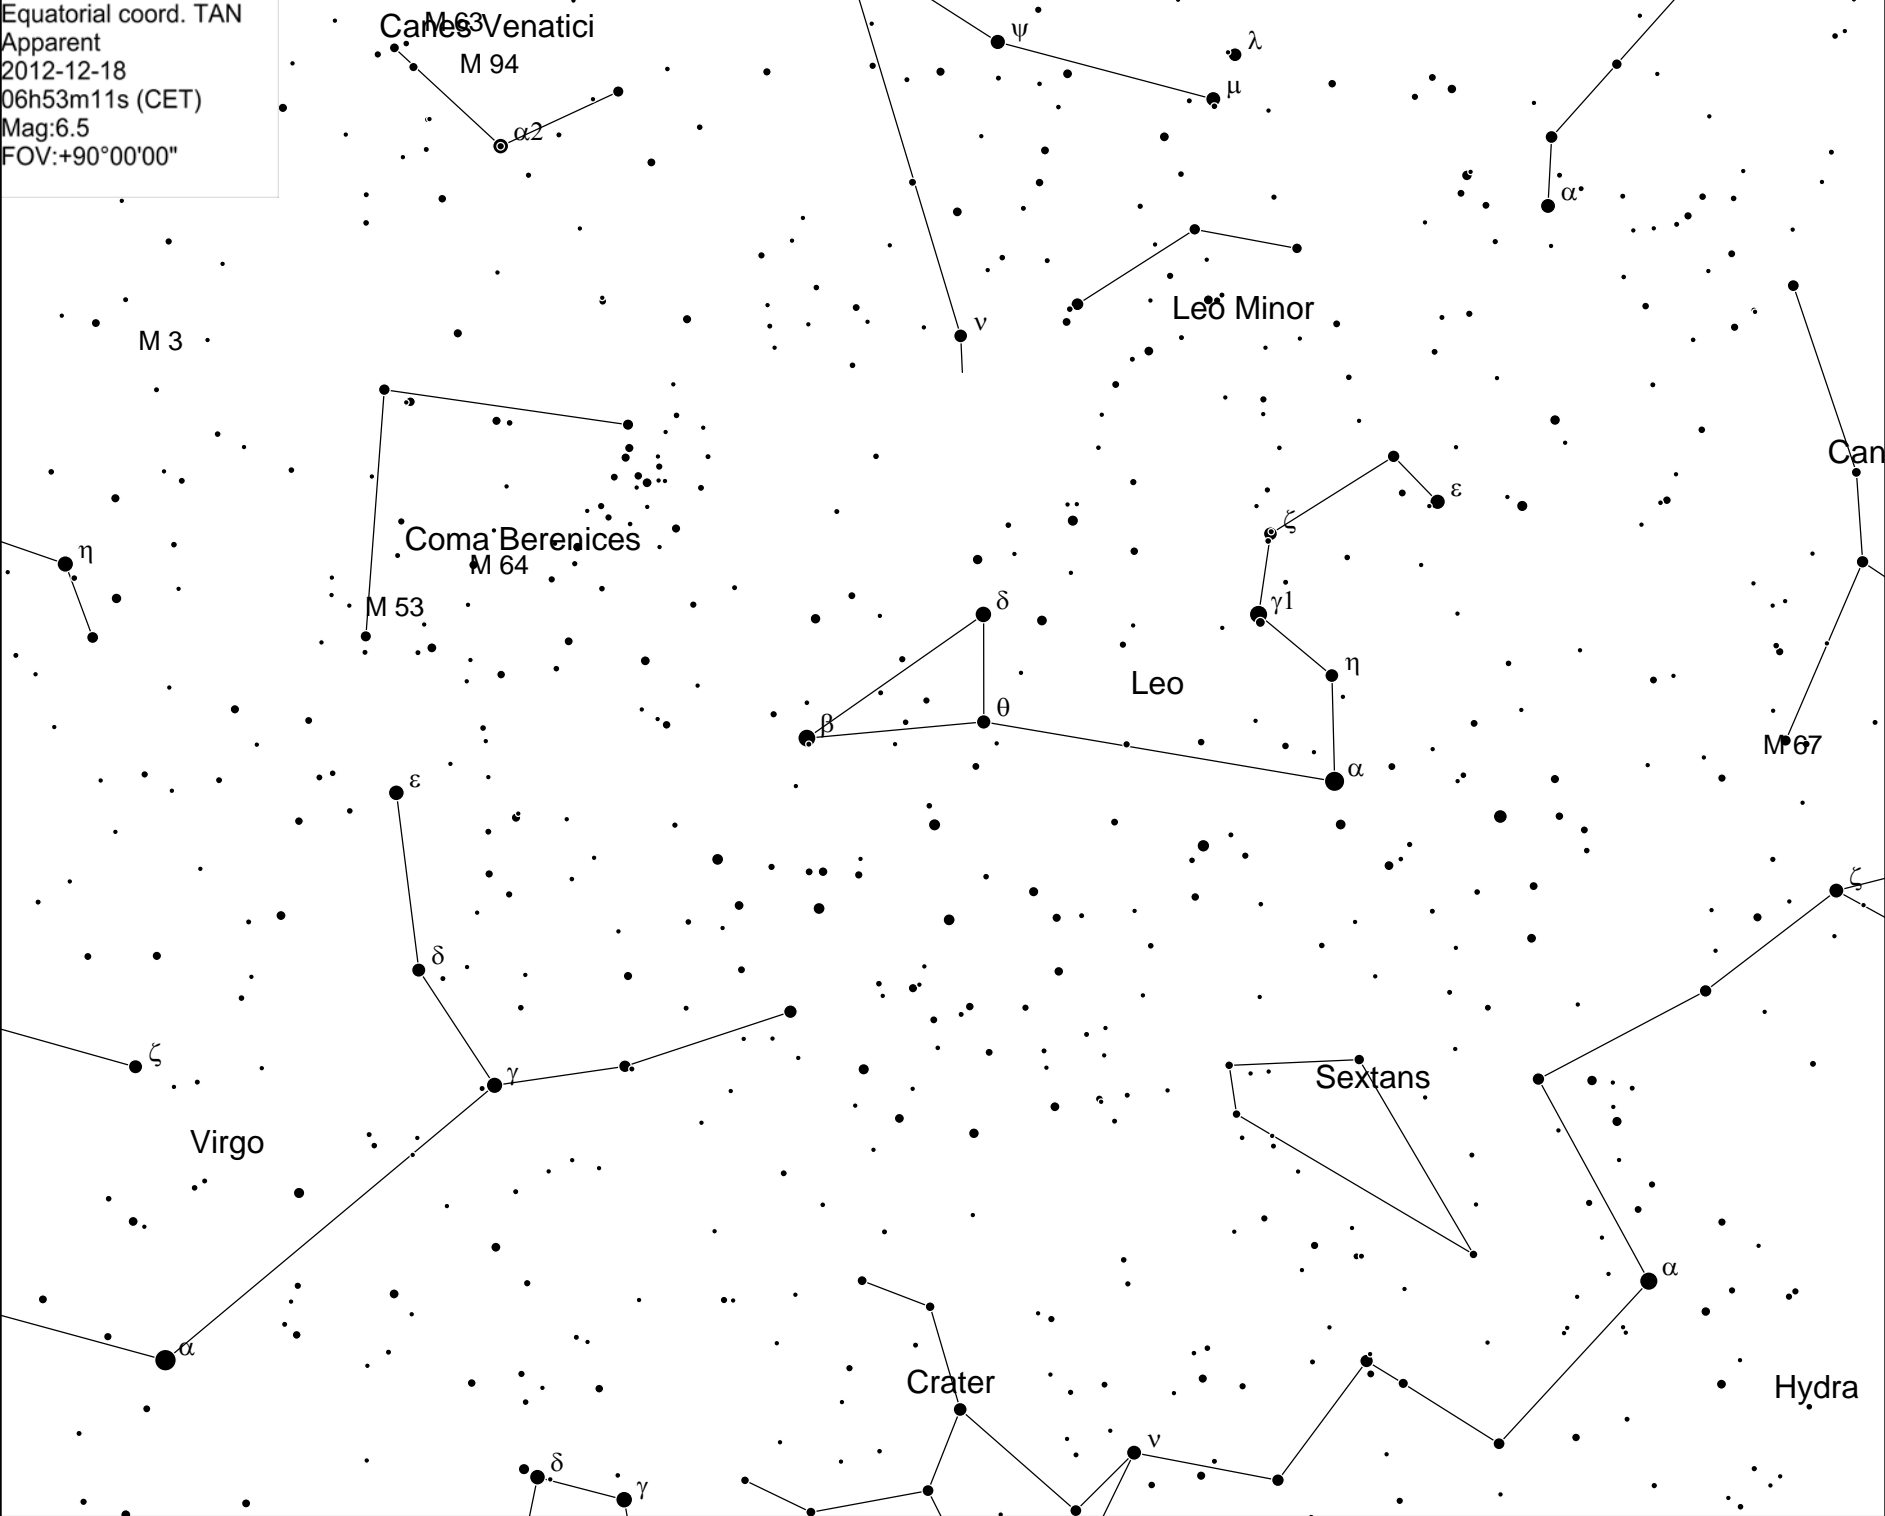 Equatorial coord. TAN
Apparent
2012-12-18
06h53m11s (CET)
Mag:6.5
FOV:+90°00'00"
M 63
Canes Venatici
M 94
α2
ψ
λ
μ
α
ν
Leo Minor
M 3
Can
ε
ζ
Coma Berenices
M 64
η
M 53
δ
γ1
η
Leo
θ
β
M 67
α
ε
ζ
δ
ζ
γ
Sextans
Virgo
α
α
Crater
Hydra
ν
δ
γ